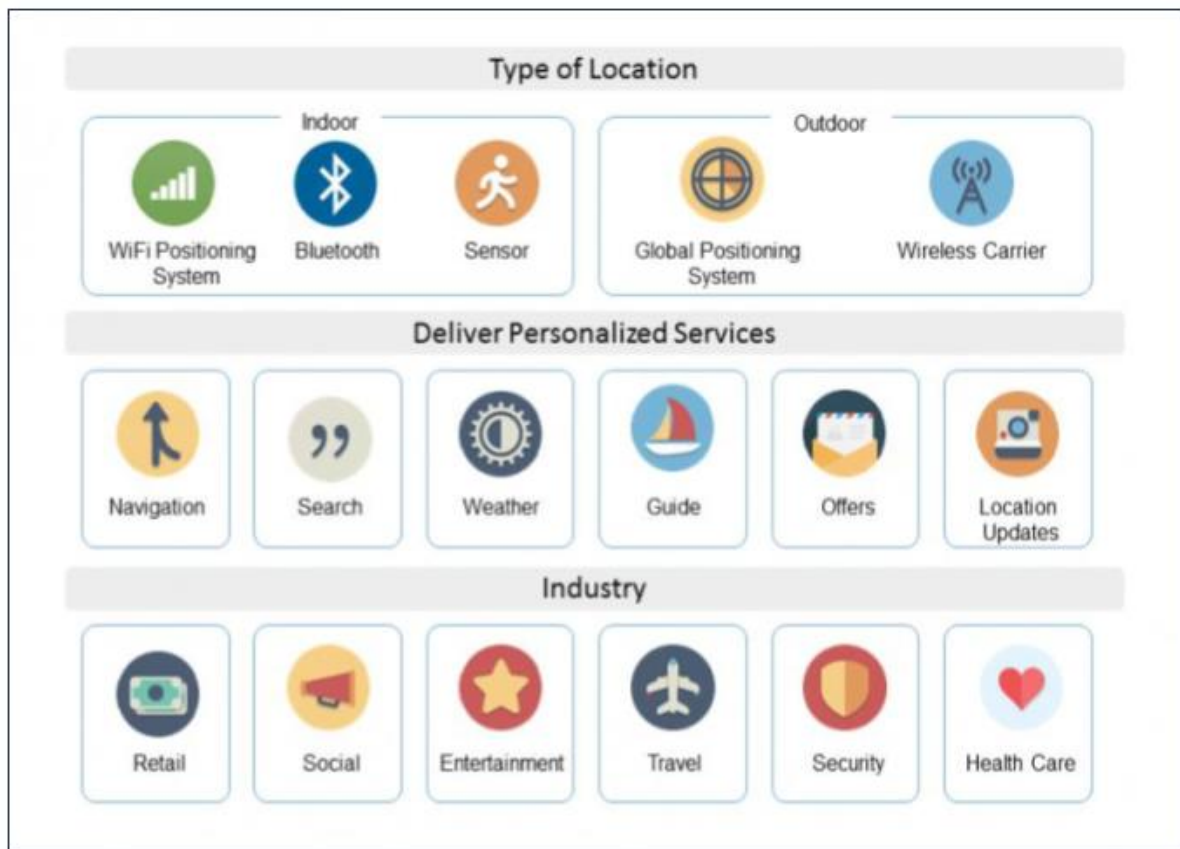 Type of Location
Indoor
Outdoor
WiFi Positioning
System
Bluetooth
Sensor
Global Positioning
System
Wireless Carrier
Deliver Personalized Services
Navigation
Search
Weather
Guide
Offers
Location
Updates
Industry
Retail
Social
Entertainment
Travel
Security
Health Care